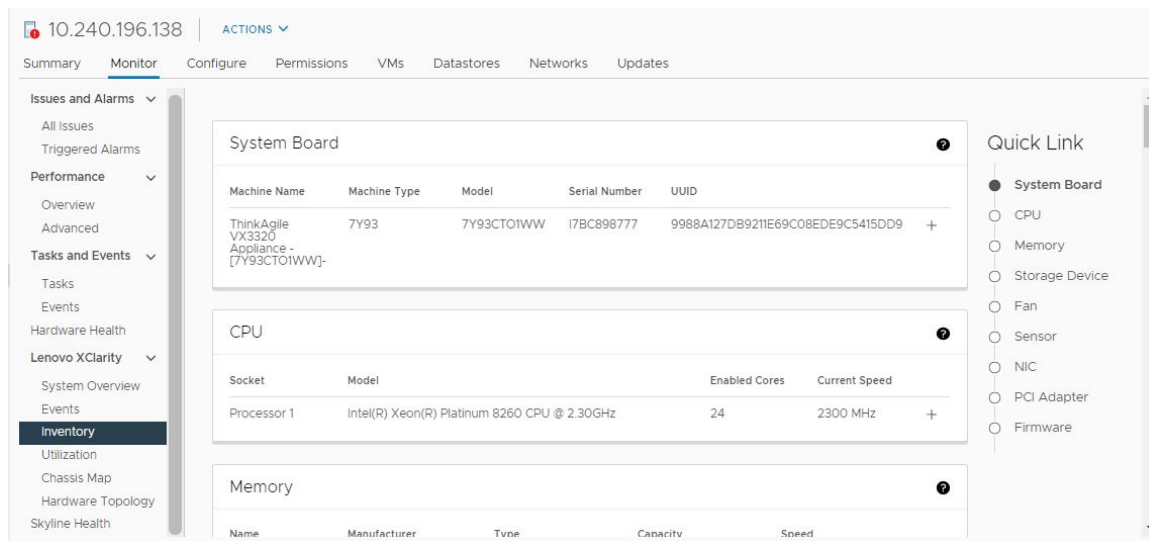 10.240.196.138 ACTIONS
Summary Monitor Configure Permissions VMs Datastores Networks Updates
Issues and Alarms
All Issues
Triggered Alarms
Performance
Overview
Advanced
Tasks and Events
Tasks
Events
Hardware Health
Lenovo XClarity
System Overview
Events
Inventory
Utilization
Chassis Map
Hardware Topology
Skyline Health
System Board
Machine Name Machine Type Model Serial Number UUID
ThinkAgile 7Y93 7Y93CTO1WW I7BC898777 9988A127DB9211E69C08EDE9C5415DD9 +
VX3320
Appliance -
[7Y93CTO1WW]-
CPU
Socket Model Enabled Cores Current Speed
Processor 1 Intel(R) Xeon(R) Platinum 8260 CPU @ 2.30GHz 24 2300 MHz +
Memory
Name Manufacturer Type Capacity Speed
Quick Link
System Board
CPU
Memory
Storage Device
Fan
Sensor
NIC
PCI Adapter
Firmware